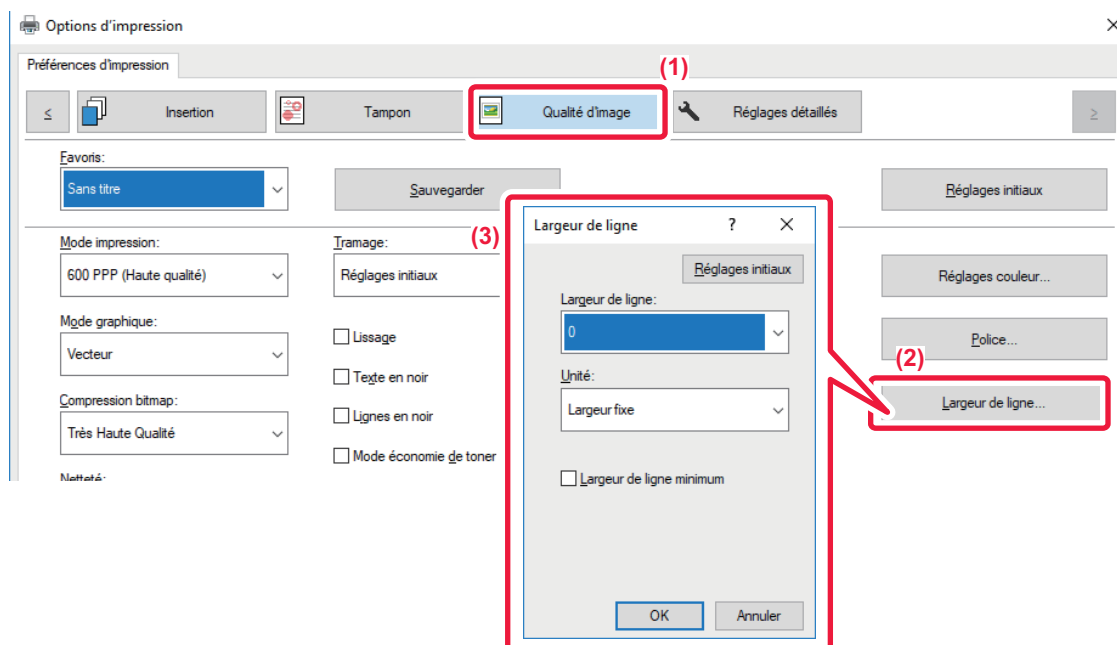 Options d'impression
Préférences d'impression
(1)
<
Insertion
Tampon
Qualité d'image
Réglages détaillés
>
Favoris:
Sans titre
Sauvegarder
Réglages initiaux
Mode impression:
600 PPP (Haute qualité)
Tramage:
Réglages initiaux
(3)
Largeur de ligne
?
Réglages initiaux
Largeur de ligne:
0
Unité:
Largeur fixe
Largeur de ligne minimum
OK
Annuler
Réglages couleur...
Mode graphique:
Vecteur
Lissage
Texte en noir
Police...
(2)
Largeur de ligne...
Compression bitmap:
Très Haute Qualité
Lignes en noir
Mode économie de toner
Netteté: